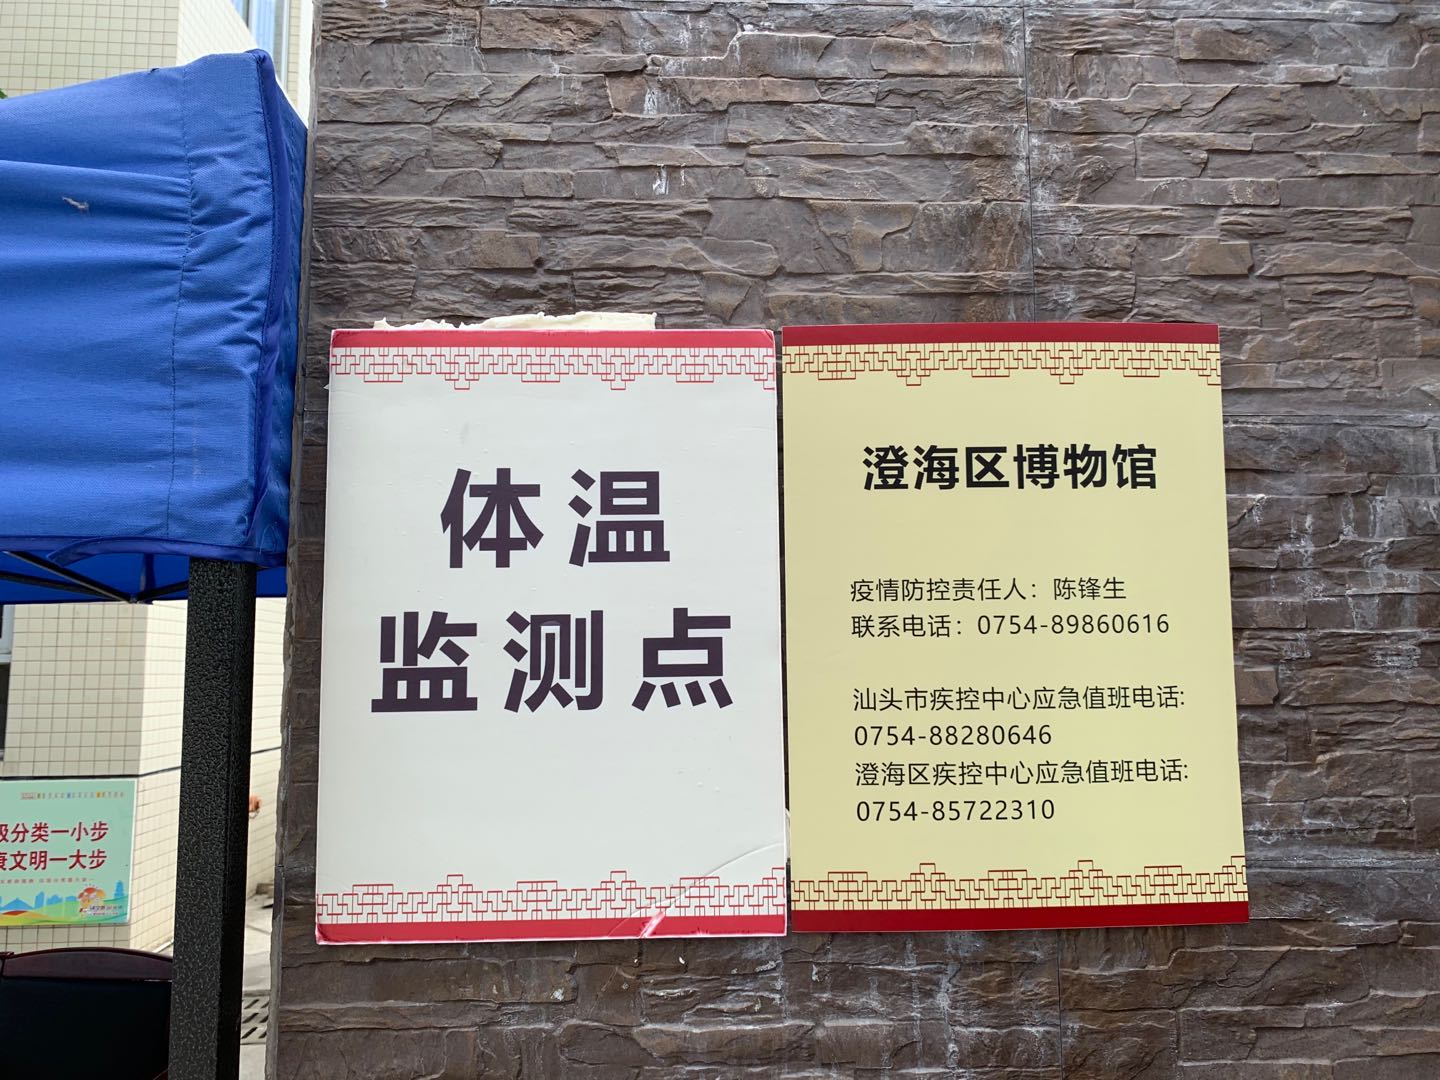 体温
监测点
澄海区博物馆
疫情防控责任人：陈锋生
联系电话：0754-89860616
汕头市疾控中心应急值班电话:
0754-88280646
澄海区疾控中心应急值班电话:
0754-85722310
分类一小步
文明一大步